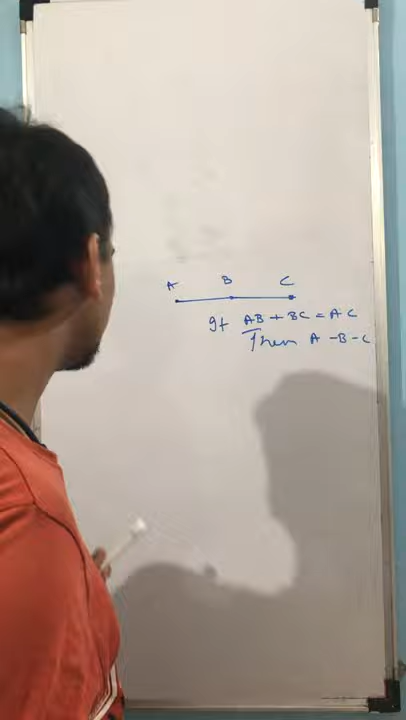 A B C
If AB + BC = AC
Then A - B - C